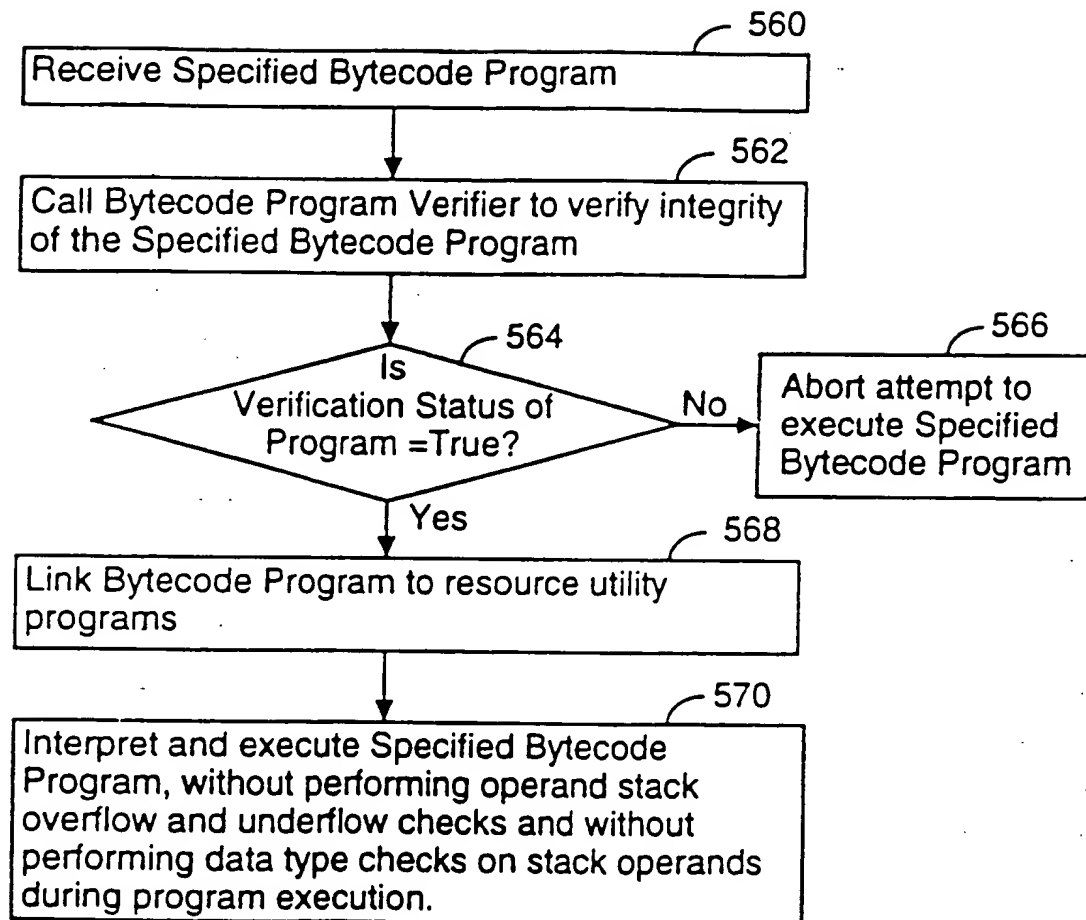 560
Receive Specified Bytecode Program
562
Call Bytecode Program Verifier to verify integrity
of the Specified Bytecode Program
564
Is
Verification Status of
Program =True?
No
566
Abort attempt to
execute Specified
Bytecode Program
Yes
568
Link Bytecode Program to resource utility
programs
570
Interpret and execute Specified Bytecode
Program, without performing operand stack
overflow and underflow checks and without
performing data type checks on stack operands
during program execution.